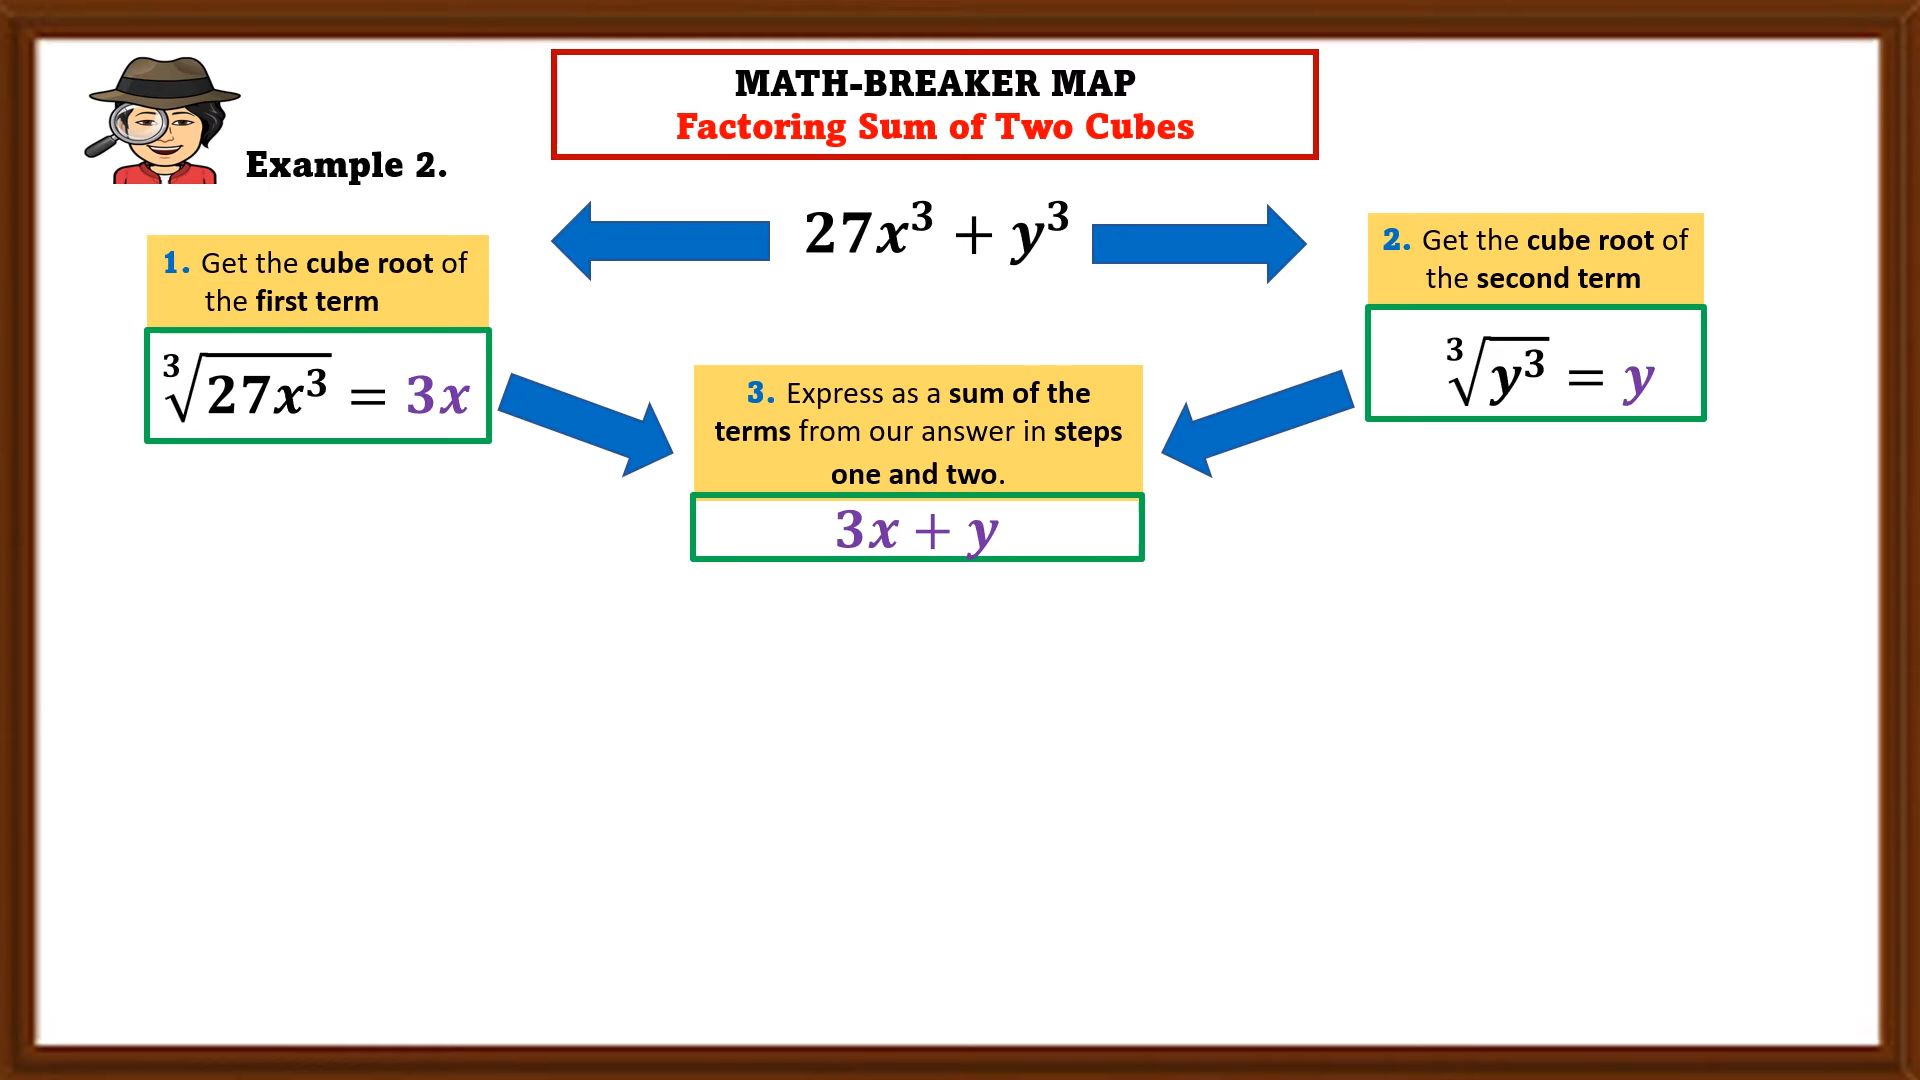 MATH-BREAKER MAP
Factoring Sum of Two Cubes
Example 2.
27x³ + y³
1. Get the cube root of
the first term
∛27x³ = 3x
2. Get the cube root of
the second term
∛y³ = y
3. Express as a sum of the
terms from our answer in steps
one and two.
3x + y